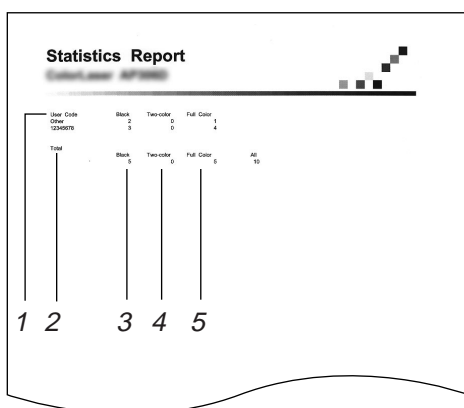 Statistics Report
User Code Black Two-color Full Color
Other 2 0 1
12345678 3 0 4
Total
Black Two-color Full Color All
5 0 5 10
1 2 3 4 5